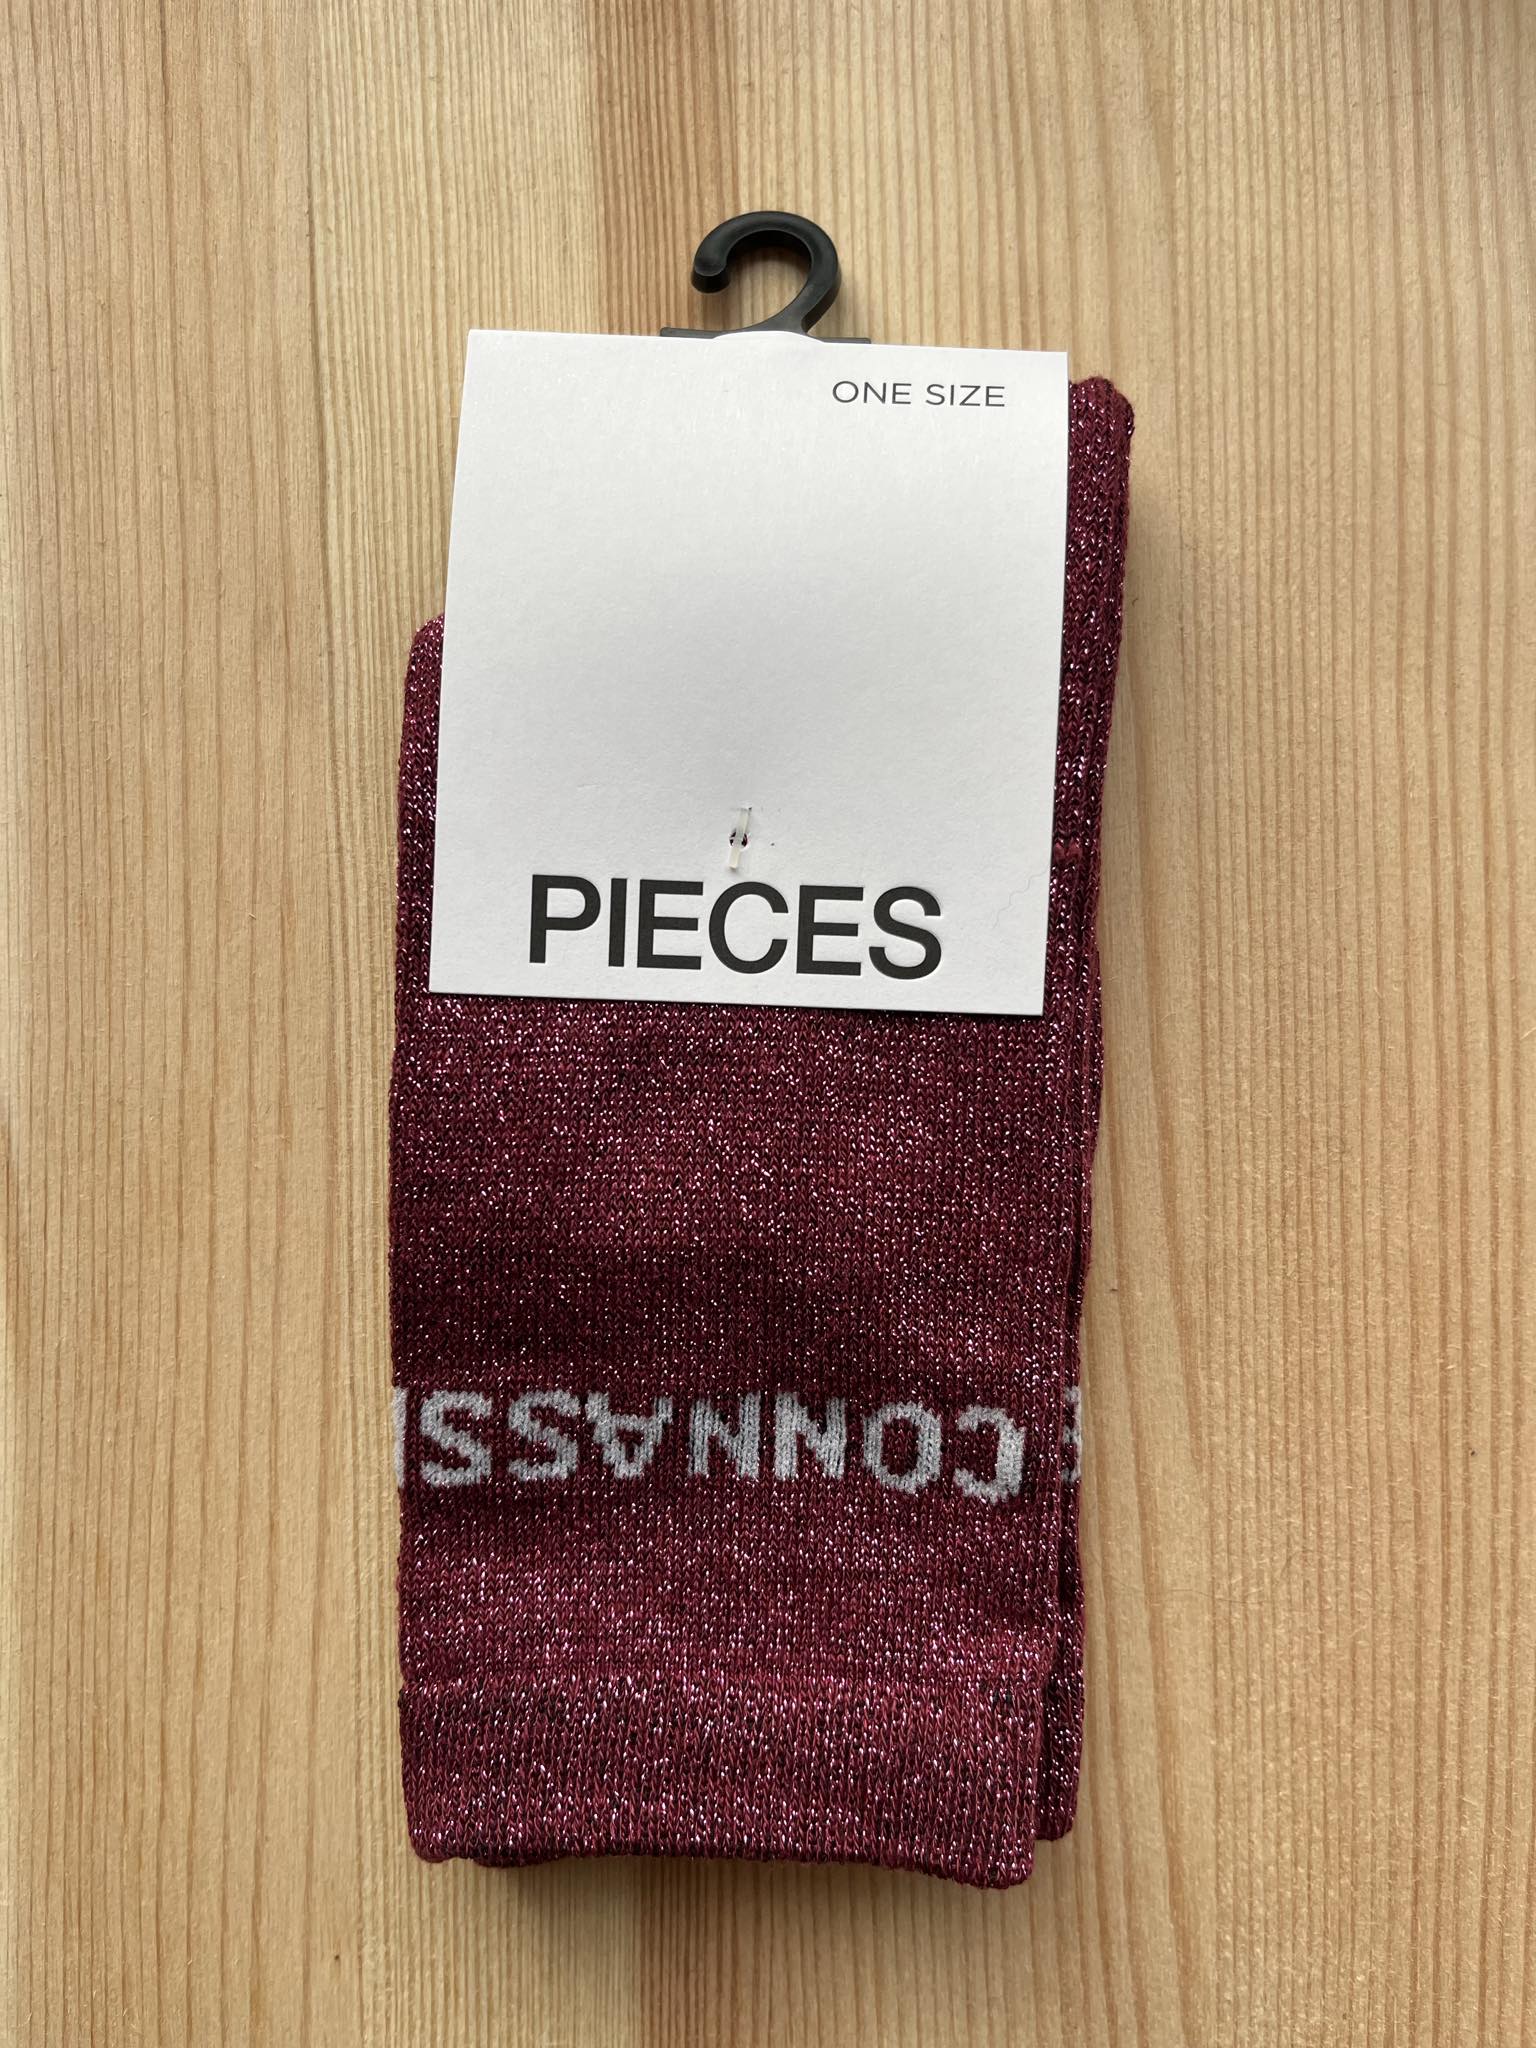 ONE SIZE
PIECES
CONNASS